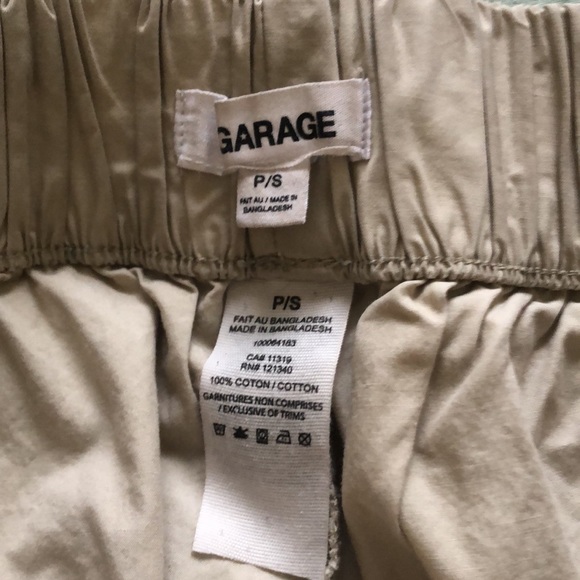 GARAGE
P/S
FAIT AU / MADE IN
BANGLADESH
P/S
FAIT AU BANGLADESH
MADE IN BANGLADESH
100061183
CA# 11319
RN# 121340
100% COTON / COTTON
GARNITURES NON COMPRISES
/ EXCLUSIVE OF TRIMS